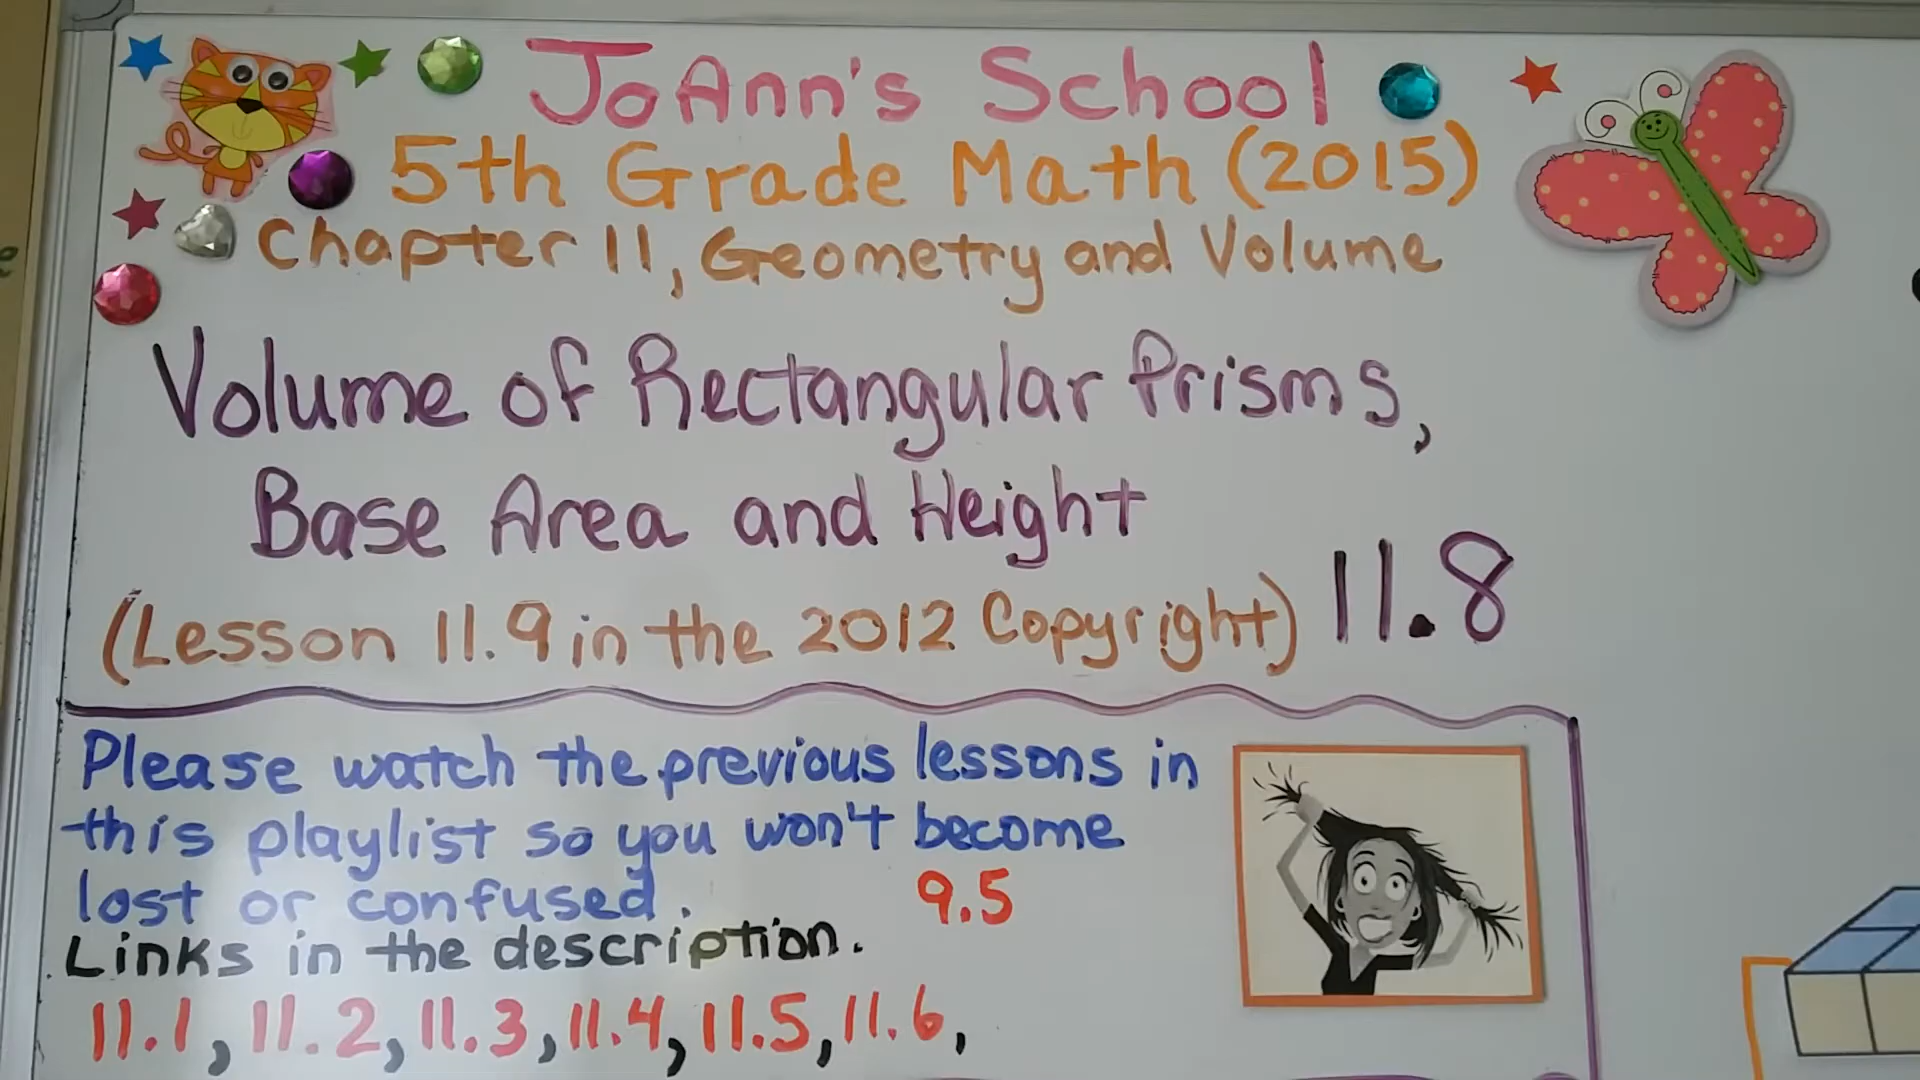 JoAnn's School
5th Grade Math (2015)
Chapter 11, Geometry and Volume
Volume of Rectangular Prisms,
Base Area and Height
11.8
(Lesson 11.9 in the 2012 Copyright)
Please watch the previous lessons in
this playlist so you won't become
lost or confused.
9.5
Links in the description.
11.1, 11.2, 11.3, 11.4, 11.5, 11.6,